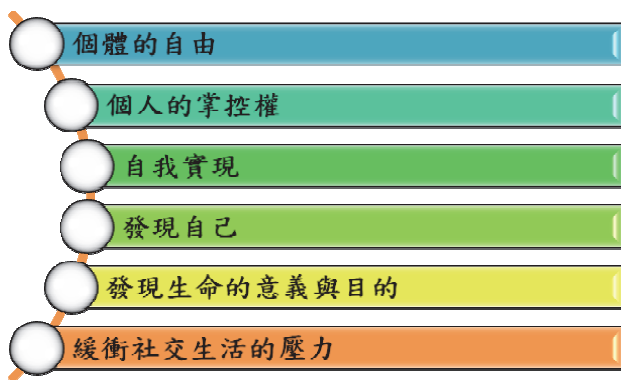 個體的自由
個人的掌控權
自我實現
發現自己
發現生命的意義與目的
緩衝社交生活的壓力